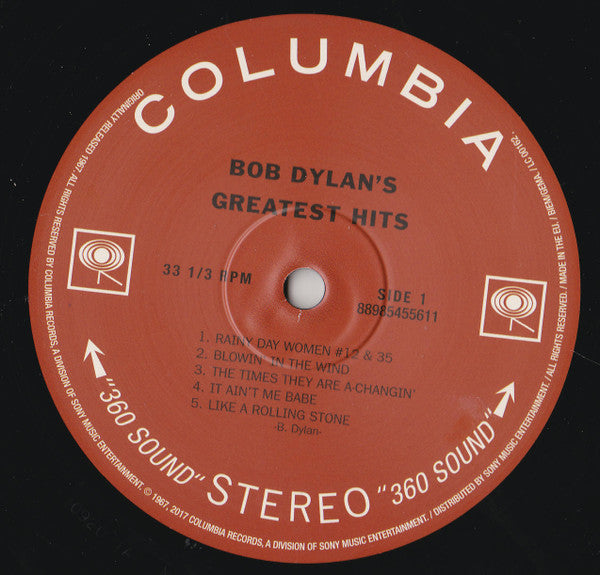 COLUMBIA
BOB DYLAN'S
GREATEST HITS
33 1/3 RPM
SIDE 1
88985455611
1. RAINY DAY WOMEN #12 & 35
2. BLOWIN' IN THE WIND
3. THE TIMES THEY ARE A-CHANGIN'
4. IT AIN'T ME BABE
5. LIKE A ROLLING STONE
-B. Dylan-
"360 SOUND" STEREO "360 SOUND"
ORIGINALLY RELEASED 1967. ALL RIGHTS RESERVED BY COLUMBIA RECORDS, A DIVISION OF SONY MUSIC ENTERTAINMENT. © 1967, 2017 COLUMBIA RECORDS, A DIVISION OF SONY MUSIC ENTERTAINMENT. / DISTRIBUTED BY SONY MUSIC ENTERTAINMENT. / ALL RIGHTS RESERVED. / MADE IN THE EU. / BIEM/GEMA. / LC 00162.